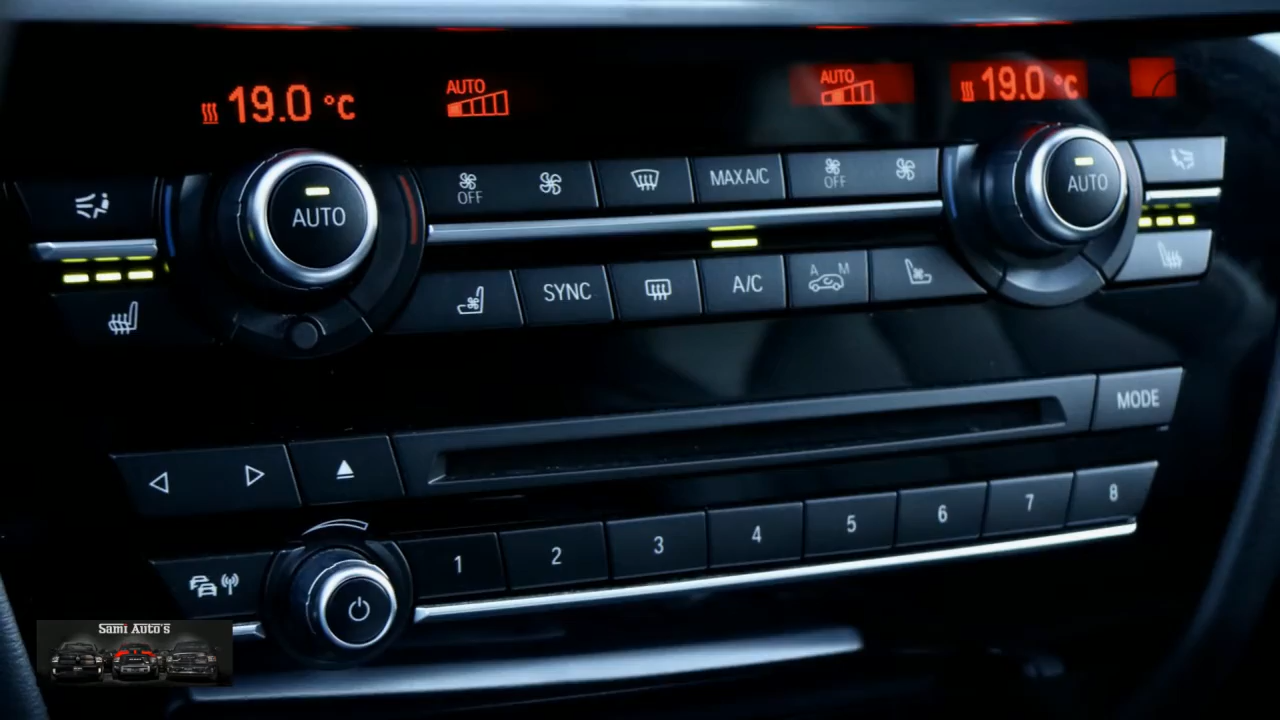 19.0 °C
AUTO
AUTO
19.0 °C
AUTO
OFF
MAX A/C
OFF
AUTO
SYNC
A/C
A M
MODE
1 2 3 4 5 6 7 8
Sami Auto's